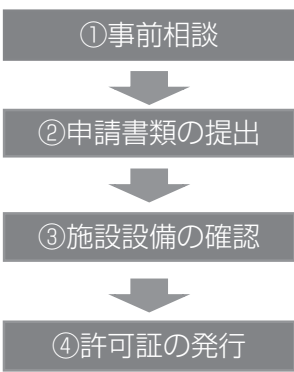 ①事前相談
②申請書類の提出
③施設設備の確認
④許可証の発行